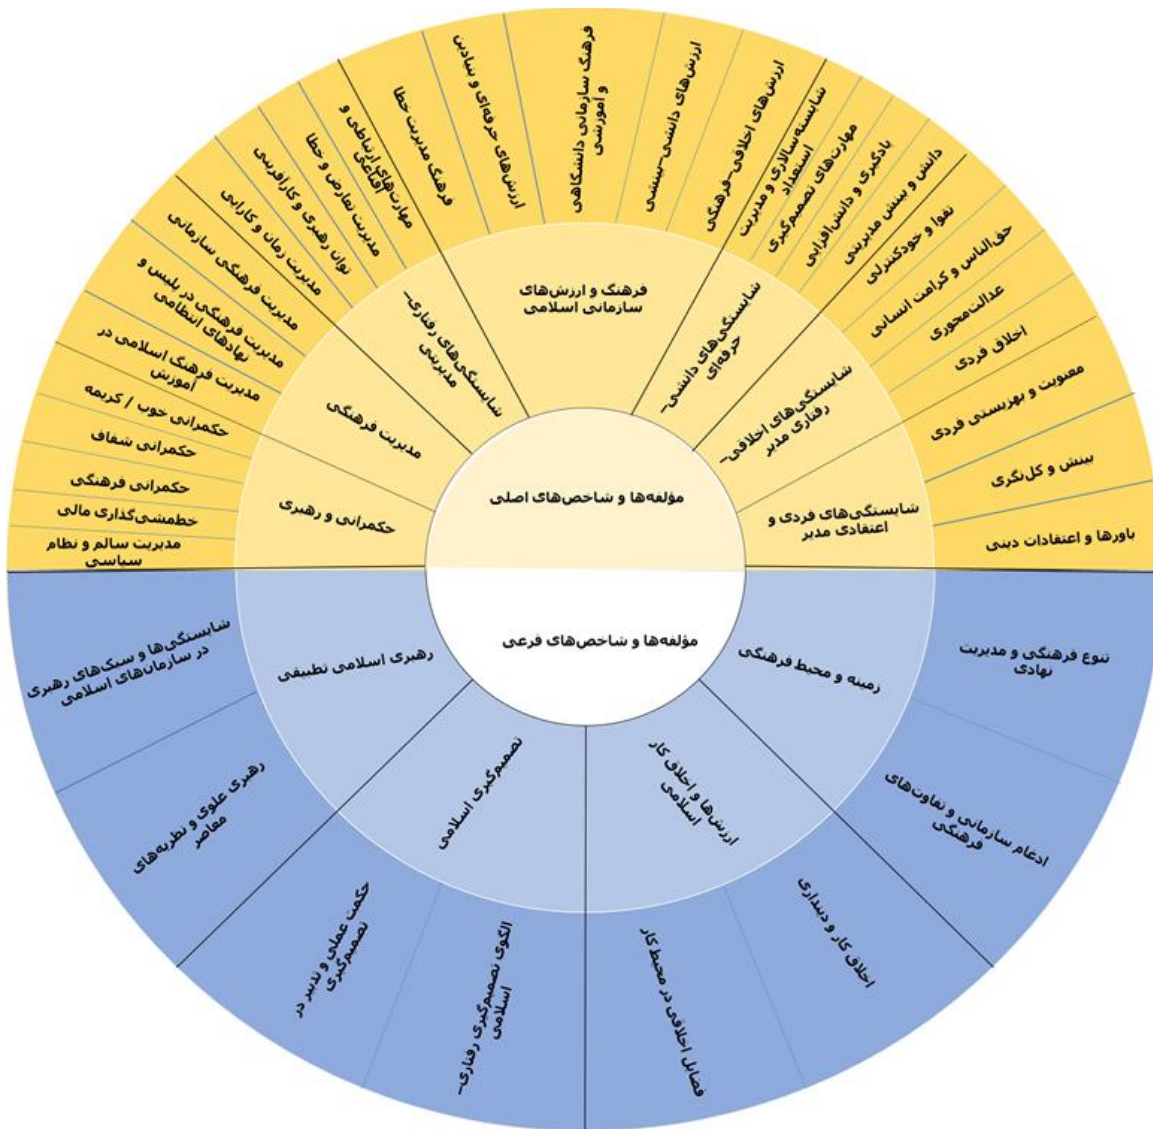 مؤلفه‌ها و شاخص‌های اصلی
شایستگی‌های فردی و
اعتقادی مدیر
باورها و اعتقادات دینی
بینش و کل‌نگری
معنویت و بهزیستی فردی
شایستگی‌های اخلاقی–
رفتاری مدیر
اخلاق فردی
عدالت‌محوری
حق‌الناس و کرامت انسانی
تقوا و خودکنترلی
شایستگی‌های دانشی–
حرفه‌ای
دانش و بینش مدیریتی
یادگیری و دانش‌افزایی
مهارت‌های تصمیم‌گیری
شایسته‌سالاری و مدیریت
استعداد
فرهنگ و ارزش‌های
سازمانی اسلامی
ارزش‌های اخلاقی–فرهنگی
ارزش‌های دانشی–بینشی
فرهنگ سازمانی دانشگاهی
و آموزشی
ارزش‌های حرفه‌ای و بنیادین
فرهنگ مدیریت خطا
شایستگی‌های رفتاری–
مدیریتی
مهارت‌های ارتباطی و
اقناعی
مدیریت تعارض و خطا
توان رهبری و کارآفرینی
مدیریت زمان و کارایی
مدیریت فرهنگی
مدیریت فرهنگی سازمانی
مدیریت فرهنگی در پلیس و
نهادهای انتظامی
مدیریت فرهنگ اسلامی در
آموزش
حکمرانی و رهبری
حکمرانی خوب / کریمه
حکمرانی شفاف
حکمرانی فرهنگی
خط‌مشی‌گذاری مالی
مدیریت سالم و نظام
سیاسی
مؤلفه‌ها و شاخص‌های فرعی
زمینه و محیط فرهنگی
تنوع فرهنگی و مدیریت
نهادی
ادغام سازمانی و تفاوت‌های
فرهنگی
ارزش‌ها و اخلاق کار
اسلامی
اخلاق کار و دینداری
فضایل اخلاقی در محیط کار
تصمیم‌گیری اسلامی
الگوی تصمیم‌گیری رفتاری–
اسلامی
حکمت عملی و تدبیر در
تصمیم‌گیری
رهبری اسلامی تطبیقی
رهبری علوی و نظریه‌های
معاصر
شایستگی‌ها و سبک‌های رهبری
در سازمان‌های اسلامی